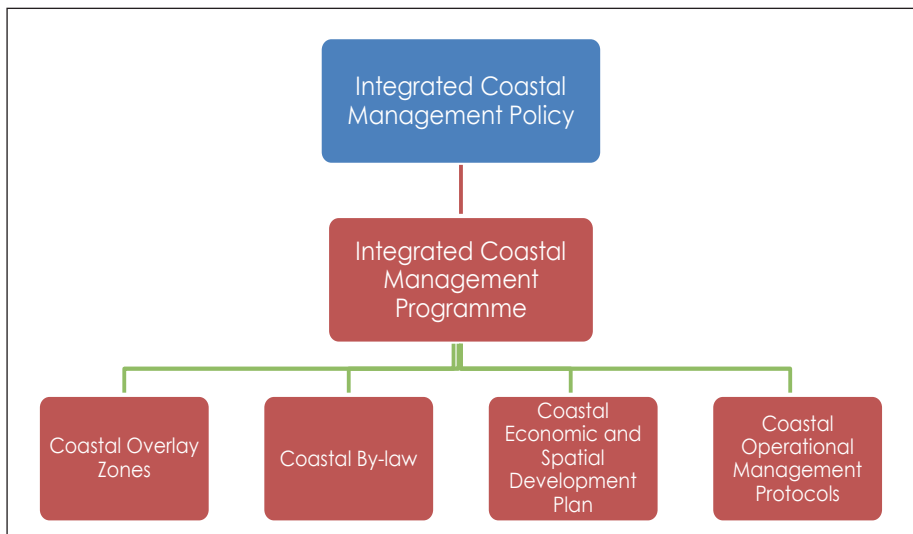 Integrated Coastal
Management Policy
Integrated Coastal
Management
Programme
Coastal Overlay
Zones
Coastal By-law
Coastal
Economic and
Spatial
Development
Plan
Coastal
Operational
Management
Protocols